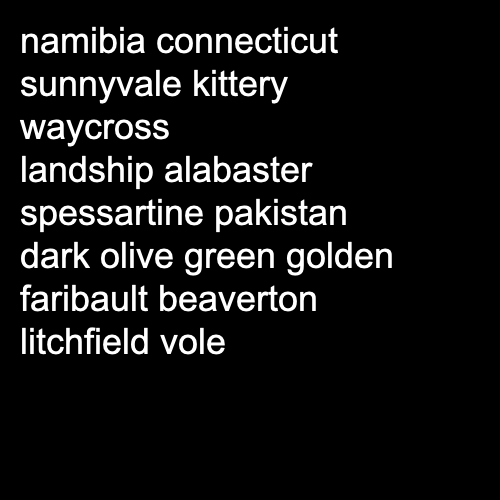 namibia connecticut
sunnyvale kittery
waycross
landship alabaster
spessartine pakistan
dark olive green golden
faribault beaverton
litchfield vole